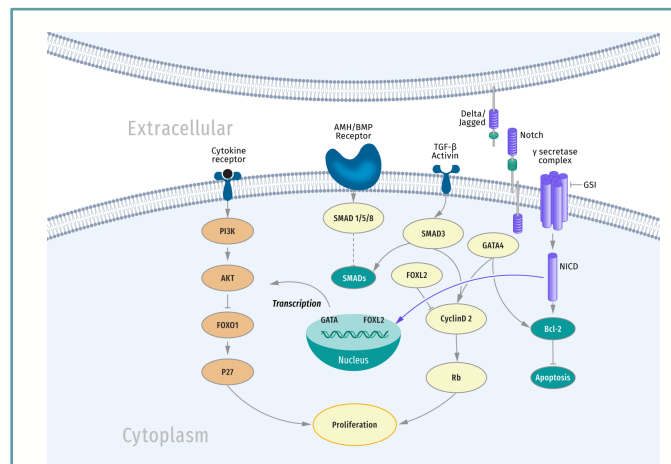 Delta/
Jagged
Extracellular
AMH/BMP
Receptor
Notch
Cytokine
receptor
TGF-β
Activin
γ secretase
complex
GSI
PI3K
SMAD 1/5/8
SMAD3
GATA4
AKT
SMADs
FOXL2
NICD
Transcription
GATA
FOXL2
FOXO1
CyclinD 2
Bcl-2
Nucleus
P27
Rb
Apoptosis
Proliferation
Cytoplasm